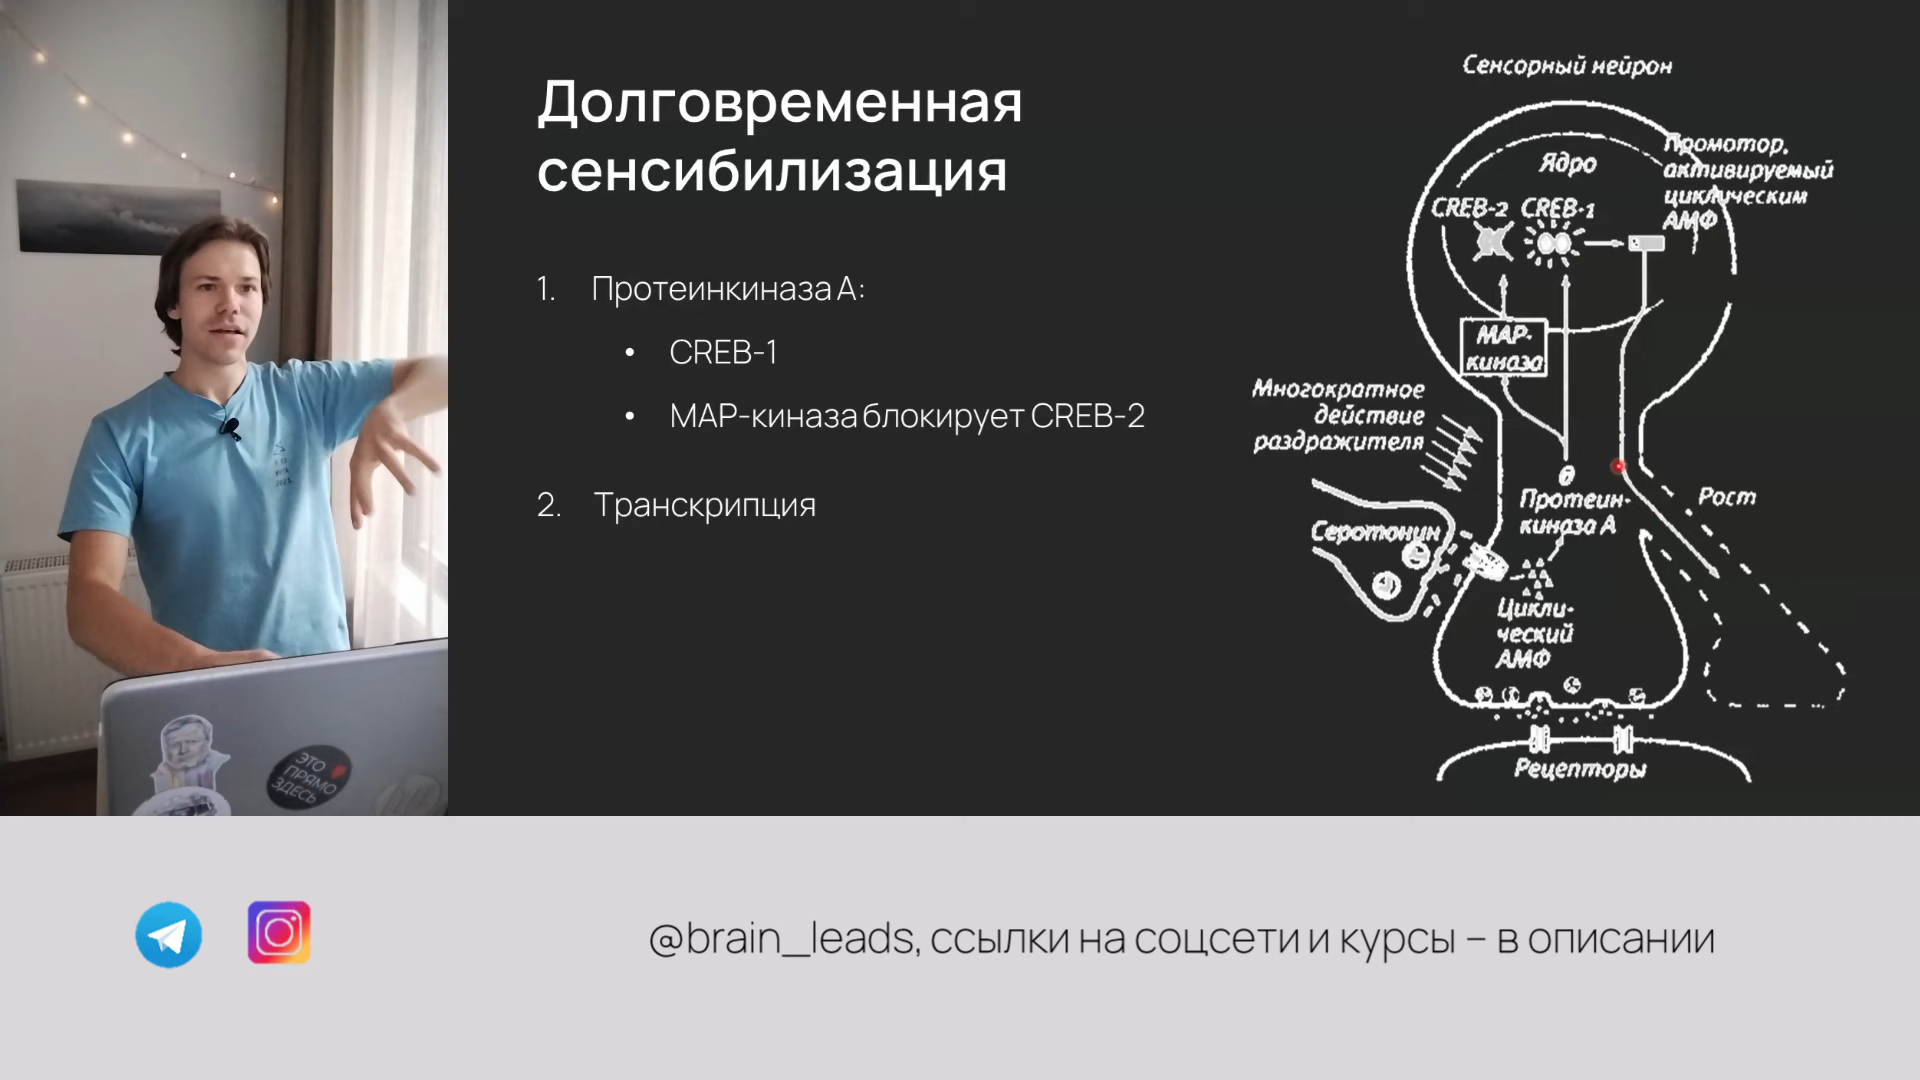 Долговременная
сенсибилизация
1. Протеинкиназа А:
• CREB-1
• МАР-киназа блокирует CREB-2
2. Транскрипция
Сенсорный нейрон
Промотор,
активируемый
циклическим
АМФ
Ядро
CREB-2 CREB-1
МАР-
киназа
Многократное
действие
раздражителя
Протеин-
киназа А
Рост
Серотонин
Цикли-
ческий
АМФ
Рецепторы
ЭТО
ПРЯМО
ЗДЕСЬ
@brain_leads, ссылки на соцсети и курсы – в описании